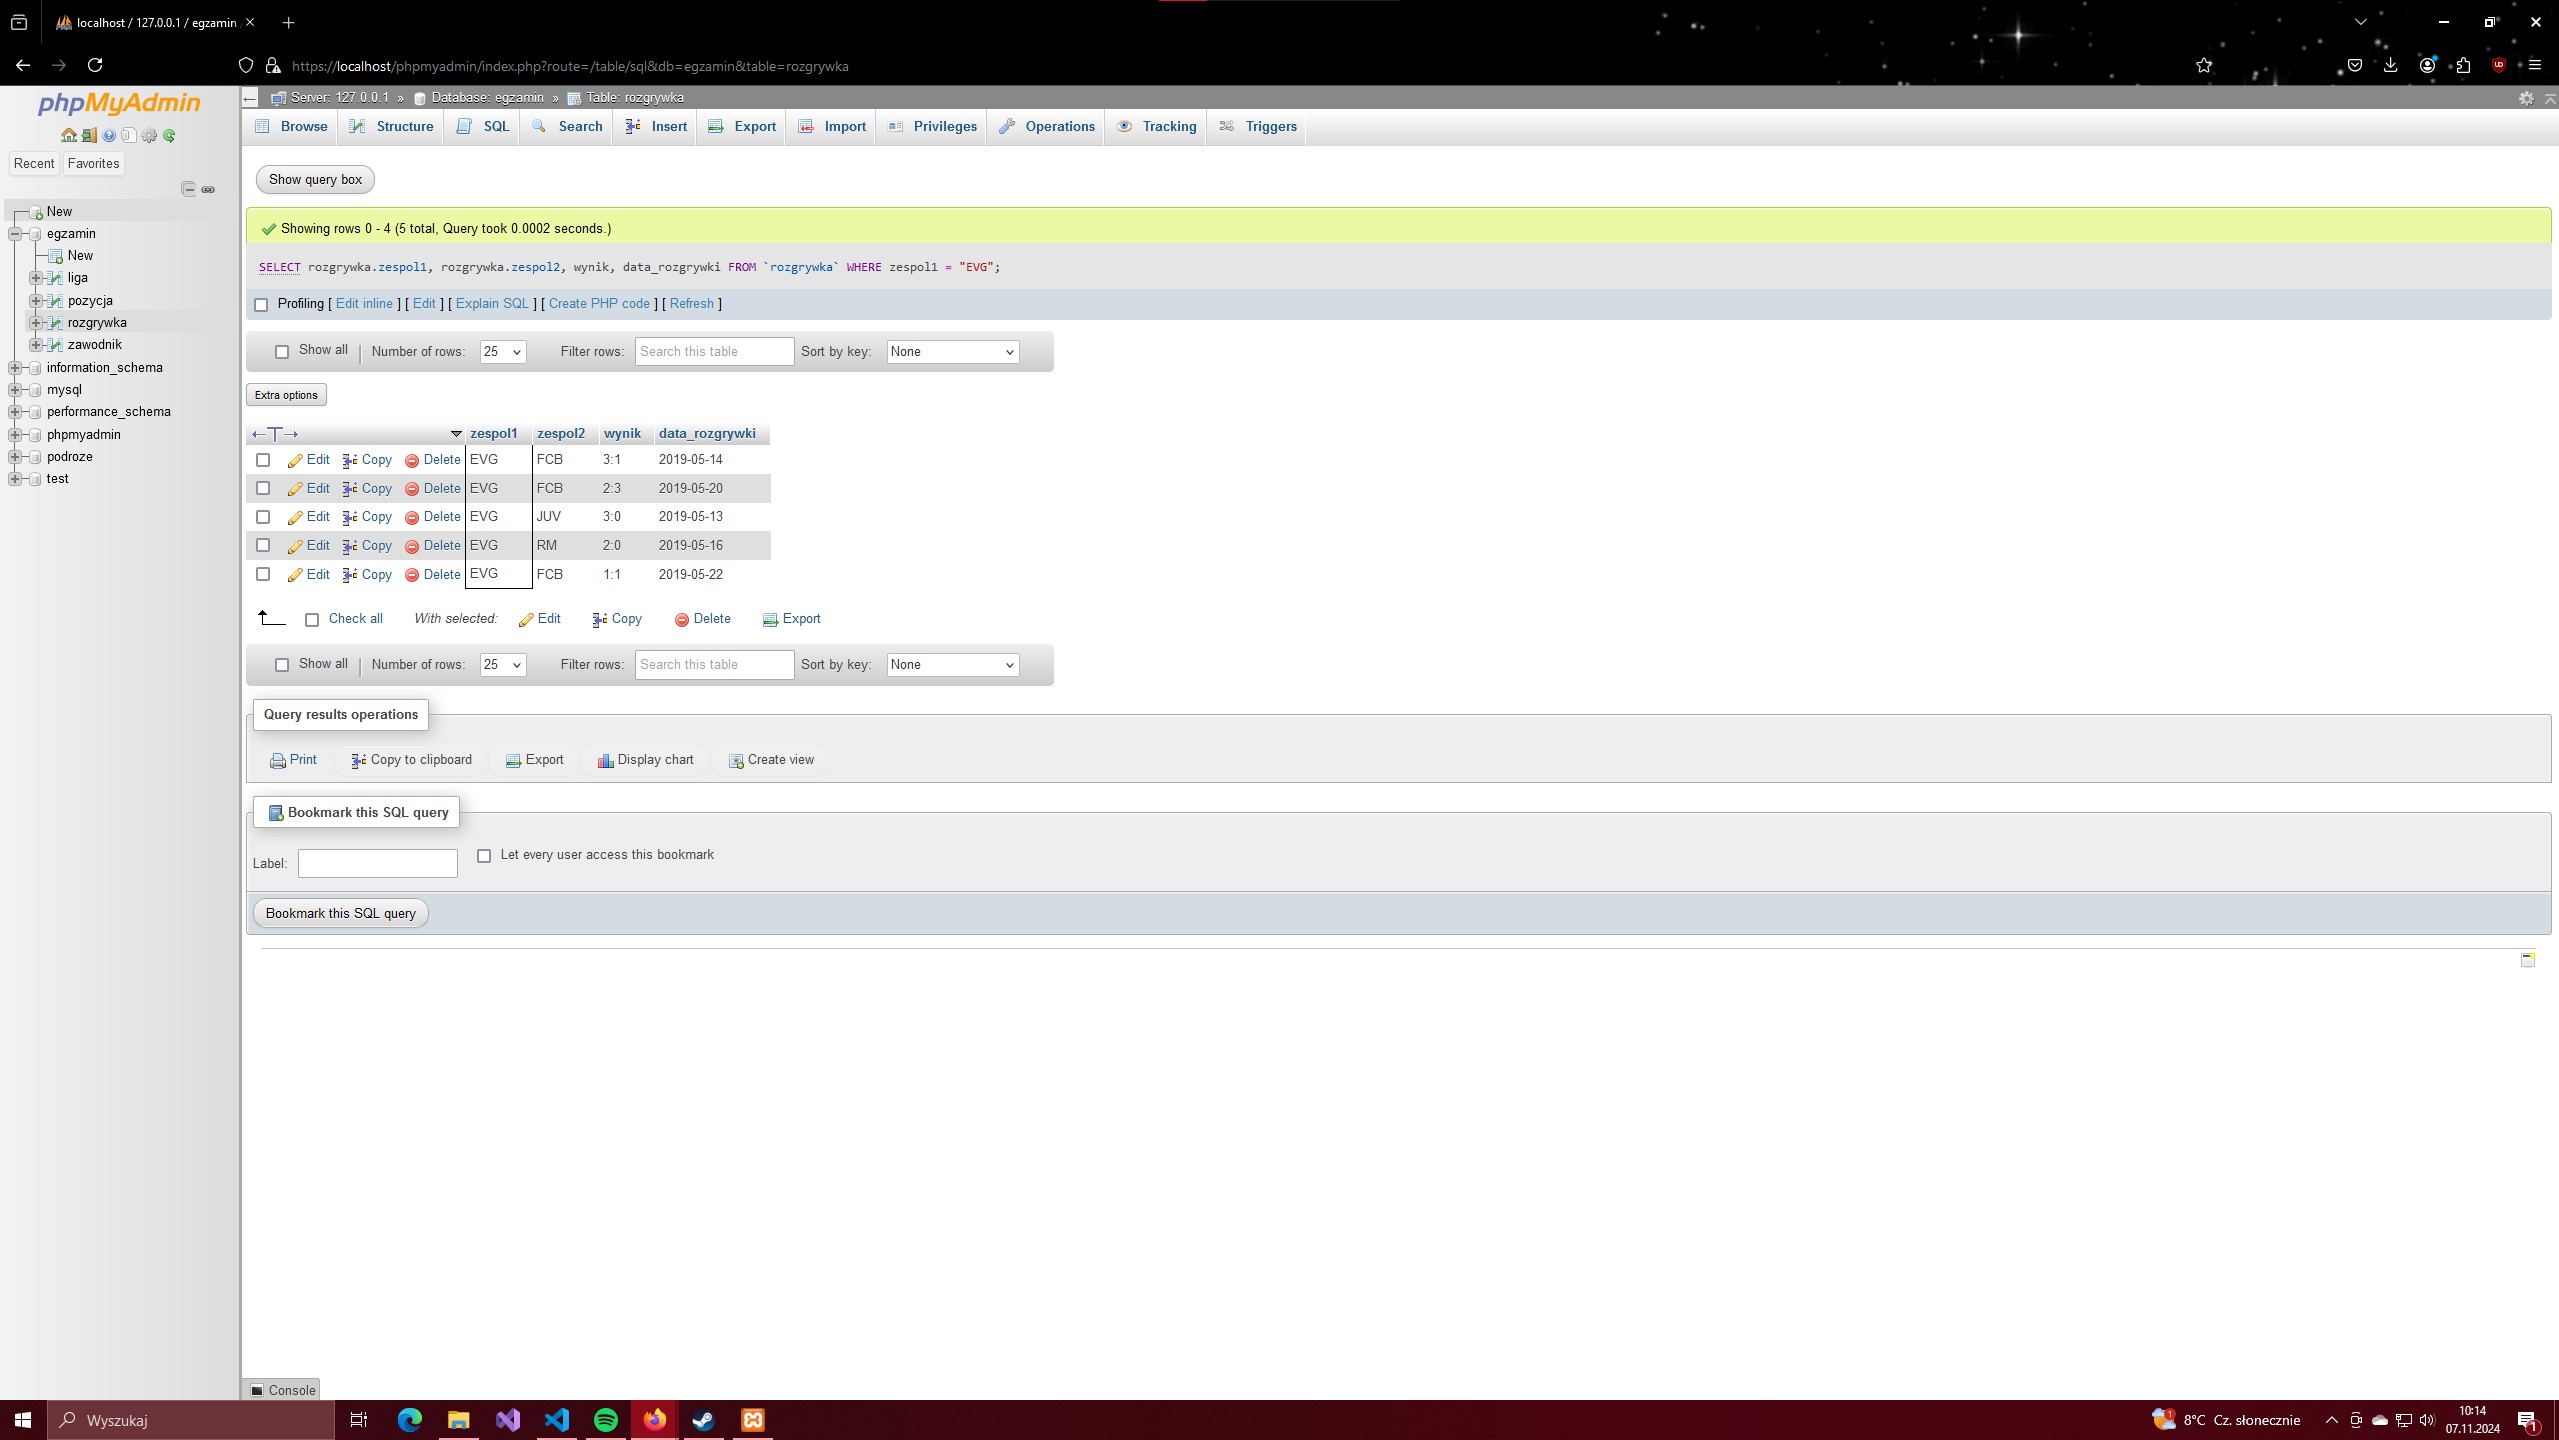 localhost / 127.0.0.1 / egzamin
https://localhost/phpmyadmin/index.php?route=/table/sql&db=egzamin&table=rozgrywka
phpMyAdmin
Recent Favorites
New
egzamin
New
liga
pozycja
rozgrywka
zawodnik
information_schema
mysql
performance_schema
phpmyadmin
podroze
test
Server: 127.0.0.1 » Database: egzamin » Table: rozgrywka
Browse Structure SQL Search Insert Export Import Privileges Operations Tracking Triggers
Show query box
Showing rows 0 - 4 (5 total, Query took 0.0002 seconds.)
SELECT rozgrywka.zespol1, rozgrywka.zespol2, wynik, data_rozgrywki FROM `rozgrywka` WHERE zespol1 = "EVG";
Profiling [ Edit inline ] [ Edit ] [ Explain SQL ] [ Create PHP code ] [ Refresh ]
Show all Number of rows: 25 Filter rows: Search this table Sort by key: None
Extra options
←T→ zespol1 zespol2 wynik data_rozgrywki
Edit Copy Delete EVG FCB 3:1 2019-05-14
Edit Copy Delete EVG FCB 2:3 2019-05-20
Edit Copy Delete EVG JUV 3:0 2019-05-13
Edit Copy Delete EVG RM 2:0 2019-05-16
Edit Copy Delete EVG FCB 1:1 2019-05-22
Check all With selected: Edit Copy Delete Export
Show all Number of rows: 25 Filter rows: Search this table Sort by key: None
Query results operations
Print Copy to clipboard Export Display chart Create view
Bookmark this SQL query
Label: Let every user access this bookmark
Bookmark this SQL query
Console
Wyszukaj
1 8°C Cz. słonecznie
10:14
07.11.2024
1